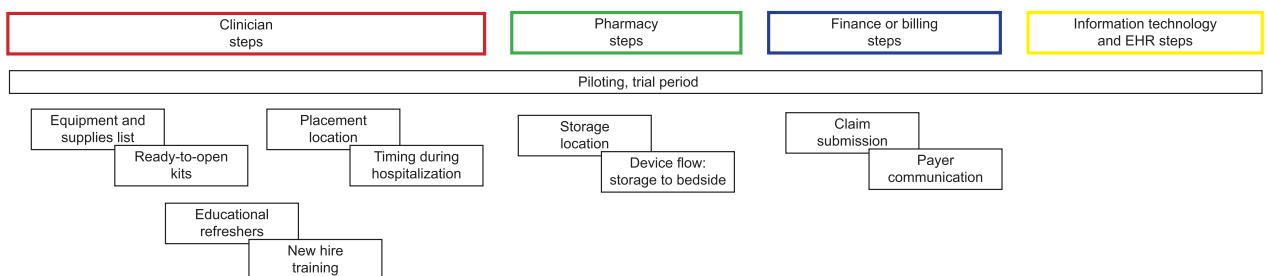 Clinician
steps
Pharmacy
steps
Finance or billing
steps
Information technology
and EHR steps
Piloting, trial period
Equipment and
supplies list
Ready-to-open
kits
Placement
location
Timing during
hospitalization
Storage
location
Device flow:
storage to bedside
Claim
submission
Payer
communication
Educational
refreshers
New hire
training